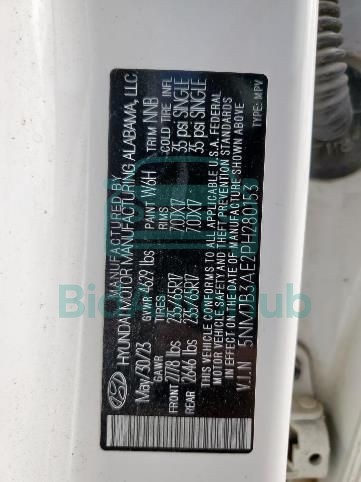 MANUFACTURED BY
HYUNDAI MOTOR MANUFACTURING ALABAMA, LLC
May/30/23 GVWR 4629 lbs PAINT W6H TRIM NNB
GAWR TIRES RIMS COLD TIRE INFL
FRONT 2778 lbs 235/65R17 7.0JX17 35 psi SINGLE
REAR 2646 lbs 235/65R17 7.0JX17 35 psi SINGLE
THIS VEHICLE CONFORMS TO ALL APPLICABLE U.S.A. FEDERAL
MOTOR VEHICLE SAFETY AND THEFT PREVENTION STANDARDS
IN EFFECT ON THE DATE OF MANUFACTURE SHOWN ABOVE
V.I.N 5NMJB3AE2PH280153 TYPE: MPV